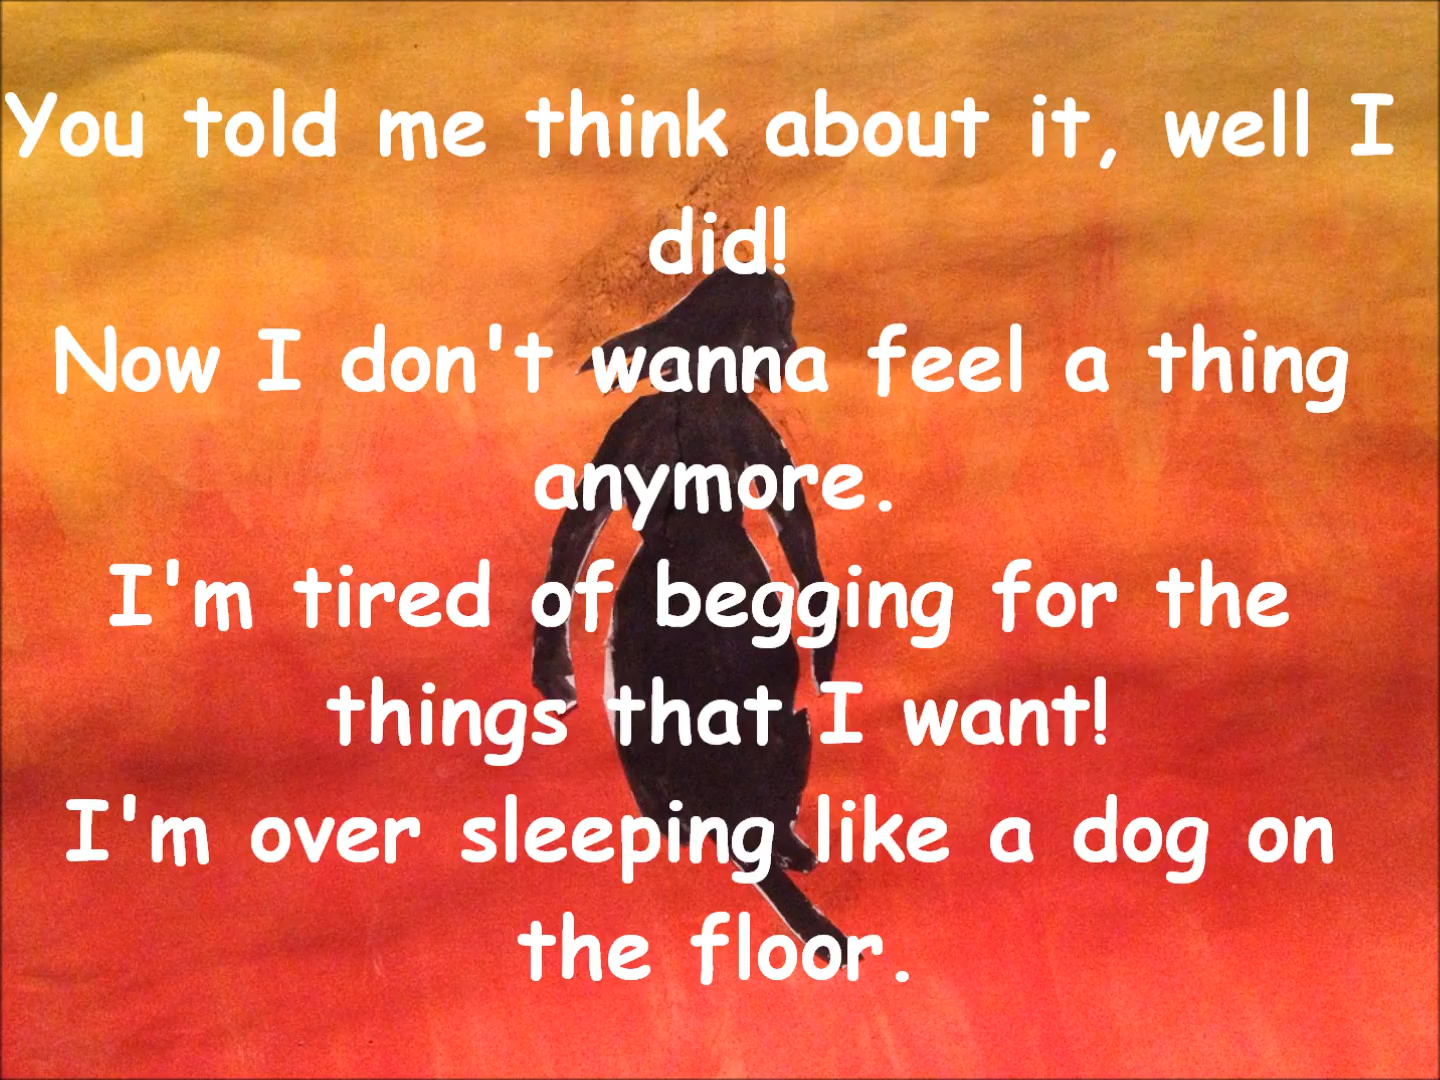 You told me think about it, well I
did!
Now I don't wanna feel a thing
anymore.
I'm tired of begging for the
things that I want!
I'm over sleeping like a dog on
the floor.